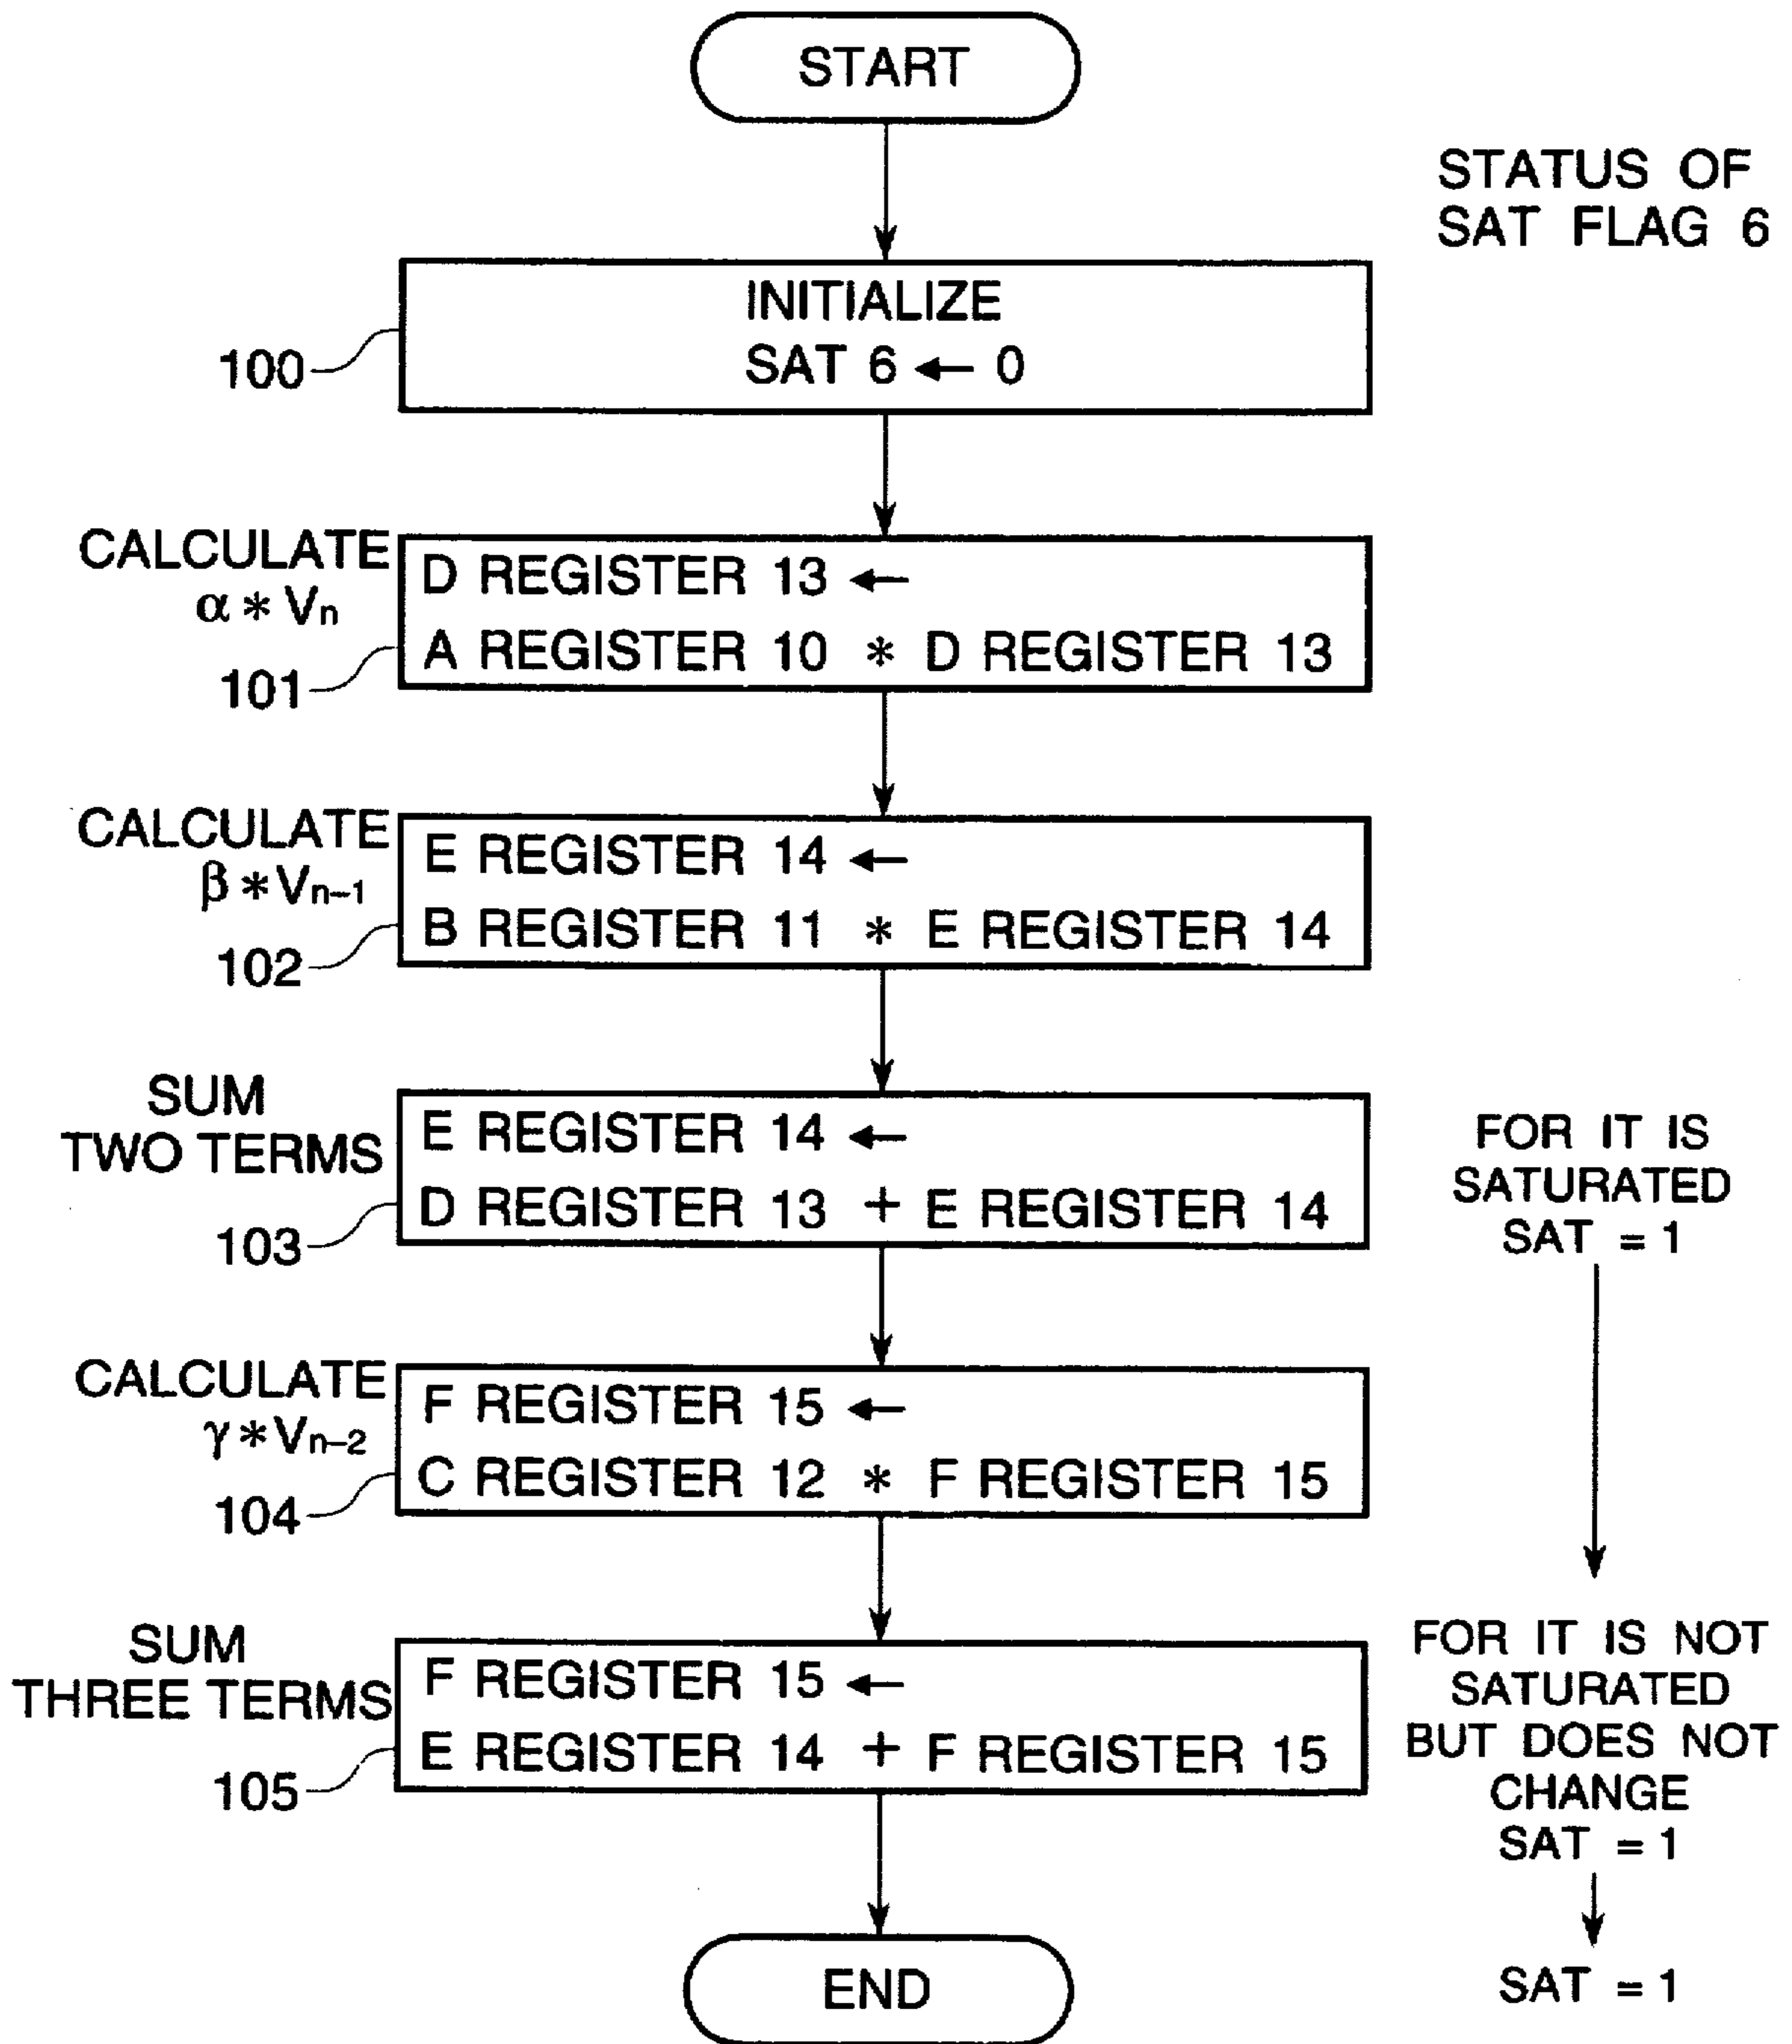 START
STATUS OF
SAT FLAG 6
INITIALIZE
SAT 6 ← 0
100
CALCULATE
α * Vn
101
D REGISTER 13 ←
A REGISTER 10 * D REGISTER 13
CALCULATE
β * Vn-1
102
E REGISTER 14 ←
B REGISTER 11 * E REGISTER 14
SUM
TWO TERMS
103
E REGISTER 14 ←
D REGISTER 13 + E REGISTER 14
FOR IT IS
SATURATED
SAT = 1
CALCULATE
γ * Vn-2
104
F REGISTER 15 ←
C REGISTER 12 * F REGISTER 15
SUM
THREE TERMS
105
F REGISTER 15 ←
E REGISTER 14 + F REGISTER 15
FOR IT IS NOT
SATURATED
BUT DOES NOT
CHANGE
SAT = 1
END
SAT = 1